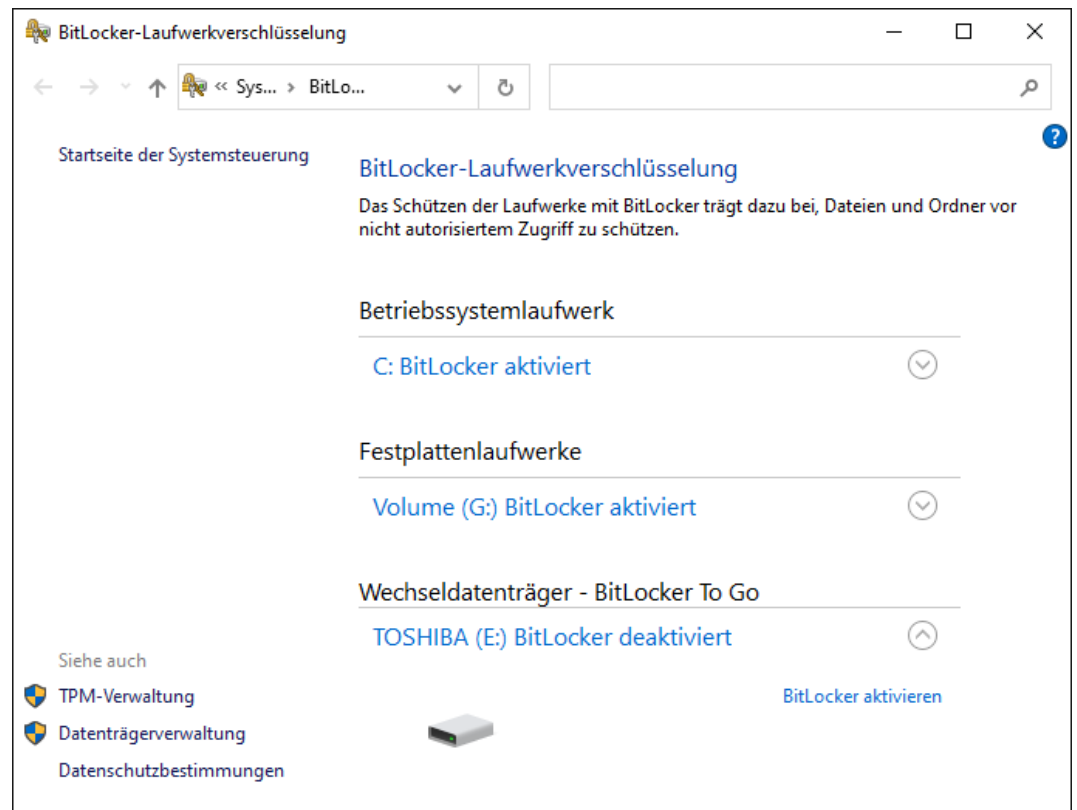 BitLocker-Laufwerkverschlüsselung
« Sys... › BitLo...
Startseite der Systemsteuerung
?
BitLocker-Laufwerkverschlüsselung
Das Schützen der Laufwerke mit BitLocker trägt dazu bei, Dateien und Ordner vor
nicht autorisiertem Zugriff zu schützen.
Betriebssystemlaufwerk
C: BitLocker aktiviert
Festplattenlaufwerke
Volume (G:) BitLocker aktiviert
Wechseldatenträger - BitLocker To Go
TOSHIBA (E:) BitLocker deaktiviert
BitLocker aktivieren
Siehe auch
TPM-Verwaltung
Datenträgerverwaltung
Datenschutzbestimmungen